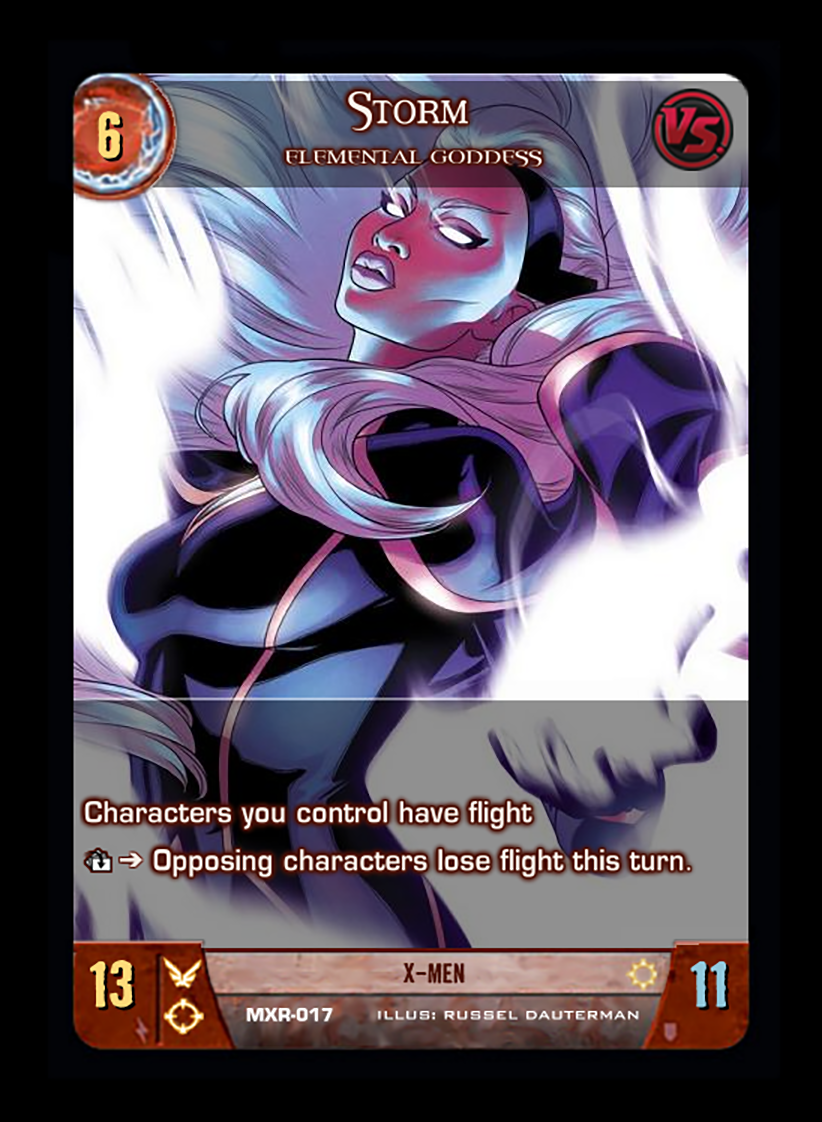 6
STORM
VS.
ELEMENTAL GODDESS
Characters you control have flight
→ Opposing characters lose flight this turn.
13
X-MEN
11
MXR-017 ILLUS: RUSSEL DAUTERMAN